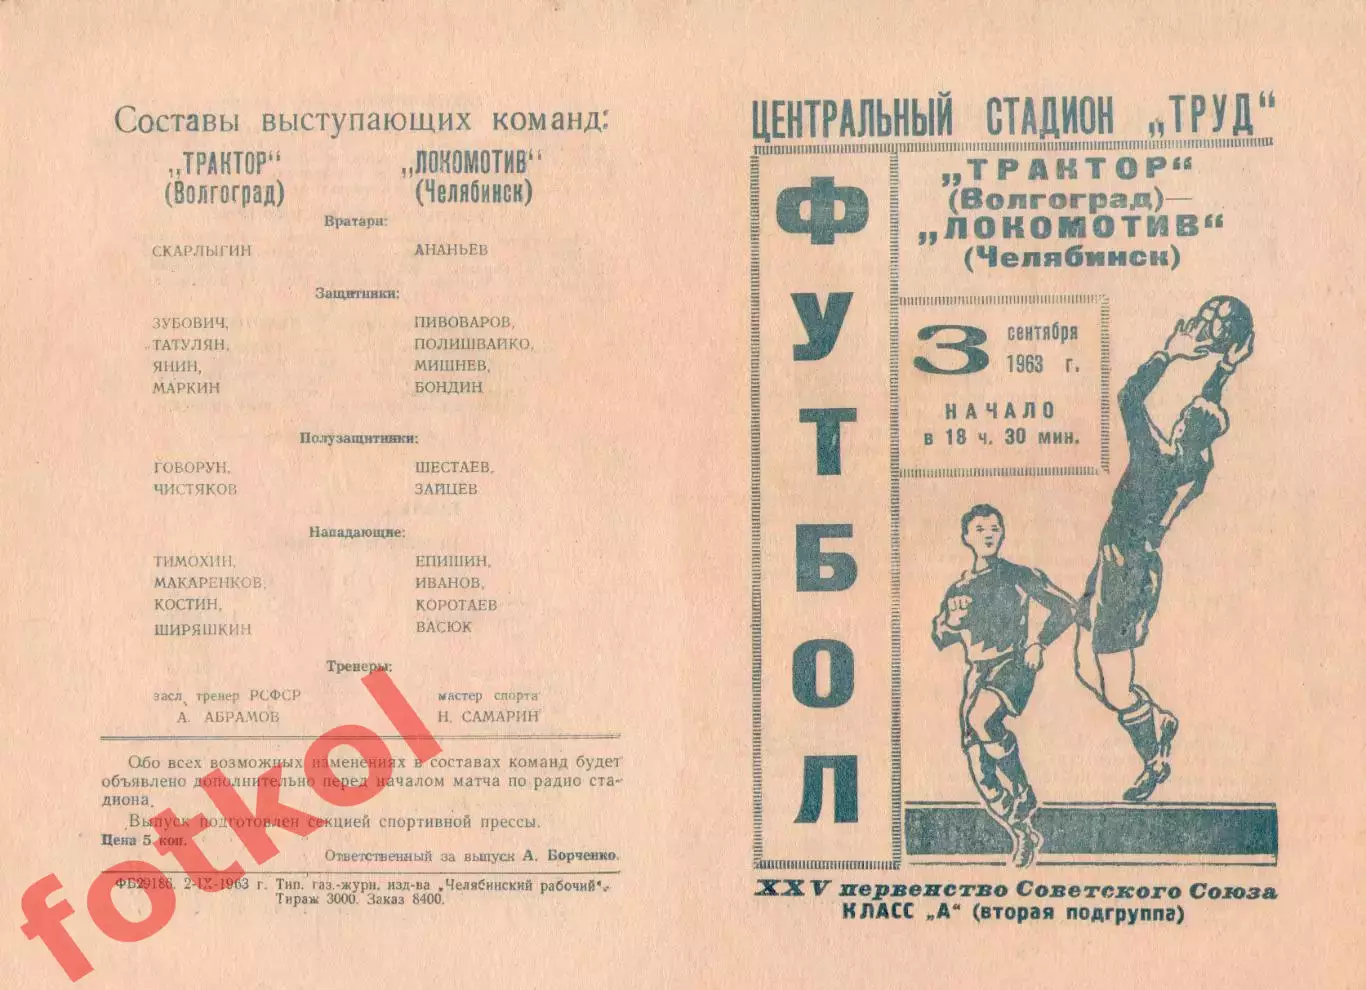 Составы выступающих команд:
„ТРАКТОР“ „ЛОКОМОТИВ“
(Волгоград) (Челябинск)
Вратари:
СКАРЛЫГИН АНАНЬЕВ
Защитники:
ЗУБОВИЧ, ПИВОВАРОВ,
ТАТУЛЯН, ПОЛИШВАЙКО,
ЯНИН, МИШНЕВ,
МАРКИН БОНДИН
Полузащитники:
ГОВОРУН, ШЕСТАЕВ,
ЧИСТЯКОВ ЗАЙЦЕВ
Нападающие:
ТИМОХИН, ЕПИШИН,
МАКАРЕНКОВ, ИВАНОВ,
КОСТИН, КОРОТАЕВ
ШИРЯШКИН ВАСЮК
Тренеры:
засл. тренер РСФСР мастер спорта
А. АБРАМОВ Н. САМАРИН
Обо всех возможных изменениях в составах команд будет
объявлено дополнительно перед началом матча по радио ста-
диона.
Выпуск подготовлен секцией спортивной прессы.
Цена 5 коп.
Ответственный за выпуск А. Борченко.
ФБ29186. 2-IX-1963 г. Тип. газ.-журн. изд-ва „Челябинский рабочий“.
Тираж 3000. Заказ 8400.
fotkol
ЦЕНТРАЛЬНЫЙ СТАДИОН „ТРУД“
ФУТБОЛ
„ТРАКТОР“
(Волгоград)—
„ЛОКОМОТИВ“
(Челябинск)
3 сентября
1963 г.
НАЧАЛО
в 18 ч. 30 мин.
XXV первенство Советского Союза
КЛАСС „А“ (вторая подгруппа)